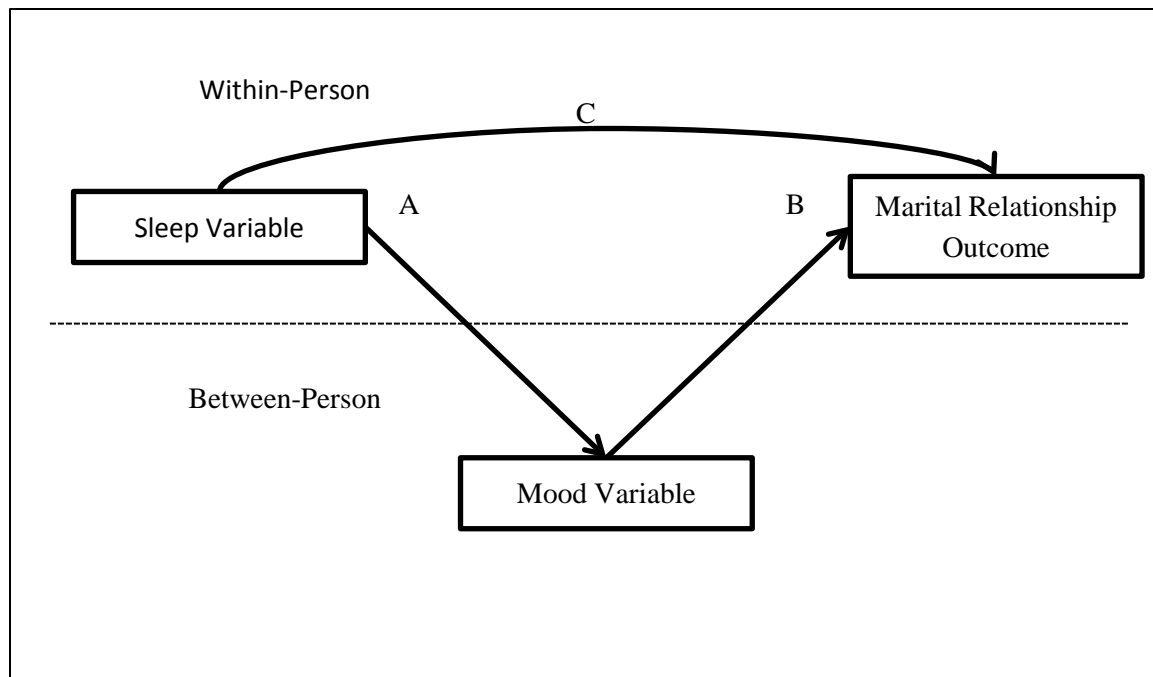 Within-Person
C
Sleep Variable
A
B
Marital Relationship
Outcome
Between-Person
Mood Variable